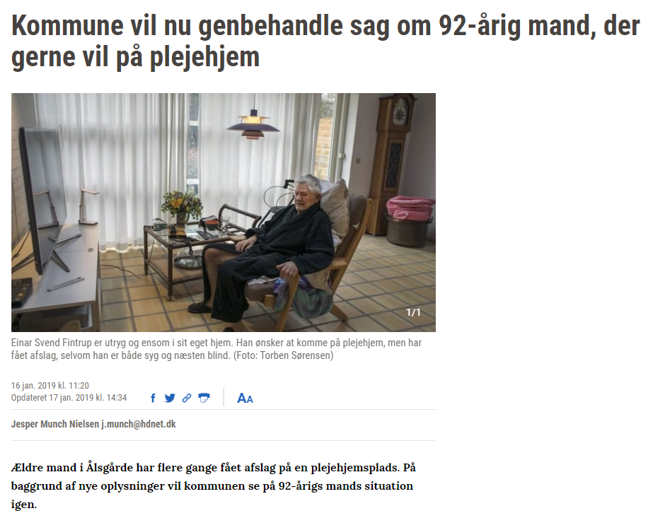 Kommune vil nu genbehandle sag om 92-årig mand, der
gerne vil på plejehjem
1/1
Einar Svend Fintrup er utryg og ensom i sit eget hjem. Han ønsker at komme på plejehjem, men har
fået afslag, selvom han er både syg og næsten blind. (Foto: Torben Sørensen)
16 jan. 2019 kl. 11:20
Opdateret 17 jan. 2019 kl. 14:34
AA
Jesper Munch Nielsen j.munch@hdnet.dk
Ældre mand i Ålsgårde har flere gange fået afslag på en plejehjemsplads. På
baggrund af nye oplysninger vil kommunen se på 92-årigs mands situation
igen.